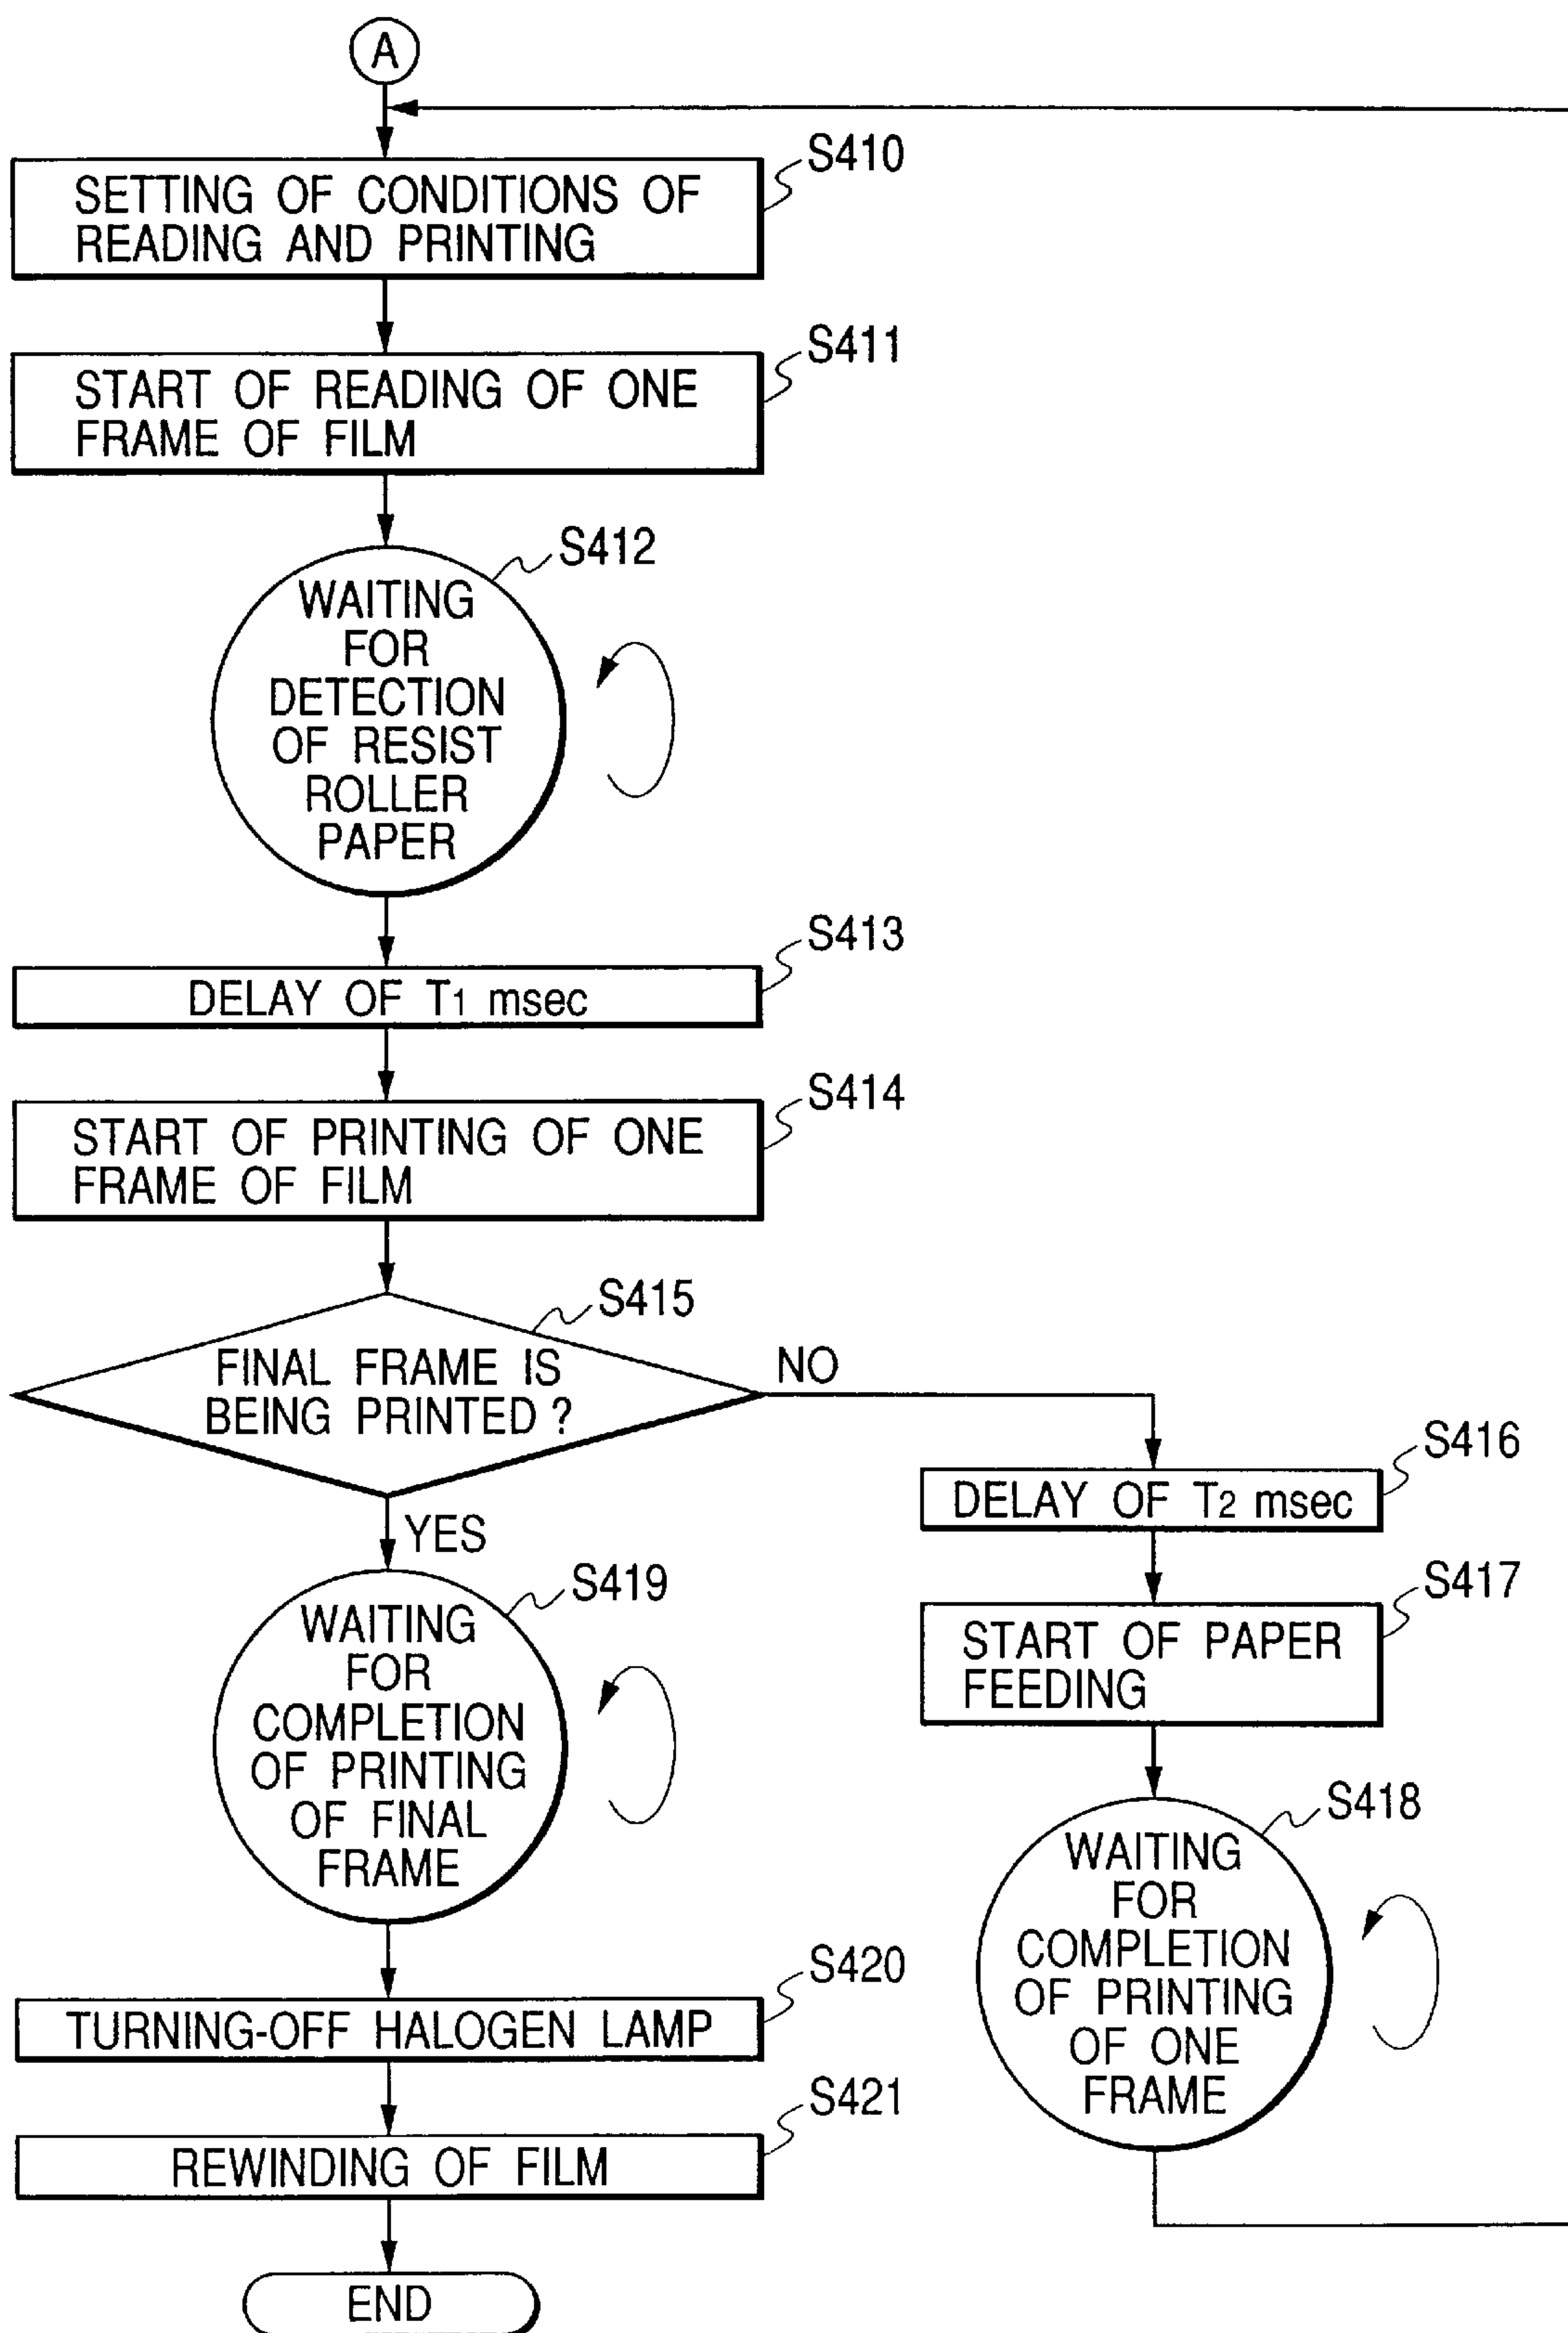 A
S410
SETTING OF CONDITIONS OF
READING AND PRINTING
S411
START OF READING OF ONE
FRAME OF FILM
S412
WAITING
FOR
DETECTION
OF RESIST
ROLLER
PAPER
S413
DELAY OF T1 msec
S414
START OF PRINTING OF ONE
FRAME OF FILM
S415
FINAL FRAME IS
BEING PRINTED ?
NO
YES
S416
DELAY OF T2 msec
S417
START OF PAPER
FEEDING
S418
WAITING
FOR
COMPLETION
OF PRINTING
OF ONE
FRAME
S419
WAITING
FOR
COMPLETION
OF PRINTING
OF FINAL
FRAME
S420
TURNING-OFF HALOGEN LAMP
S421
REWINDING OF FILM
END